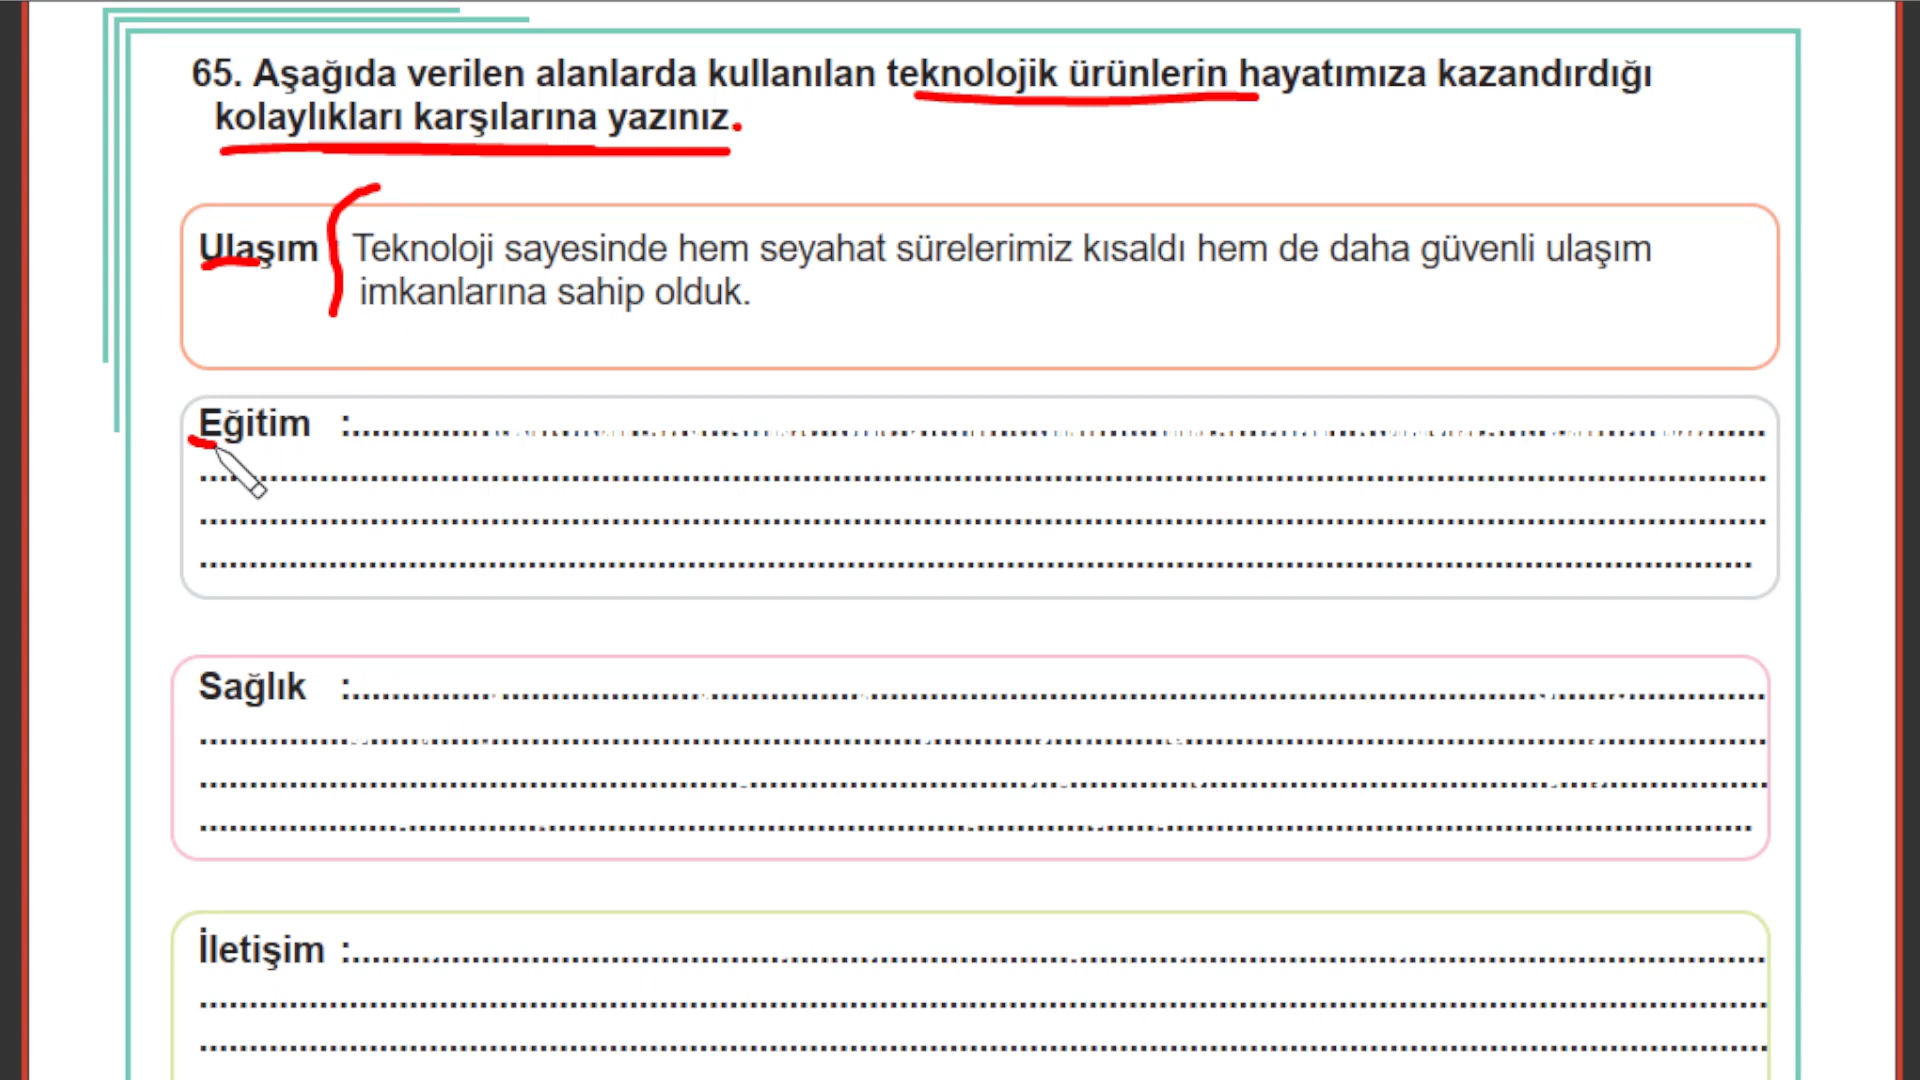 65. Aşağıda verilen alanlarda kullanılan teknolojik ürünlerin hayatımıza kazandırdığı
kolaylıkları karşılarına yazınız.
Ulaşım : Teknoloji sayesinde hem seyahat sürelerimiz kısaldı hem de daha güvenli ulaşım
imkanlarına sahip olduk.
Eğitim :
Sağlık :
İletişim :